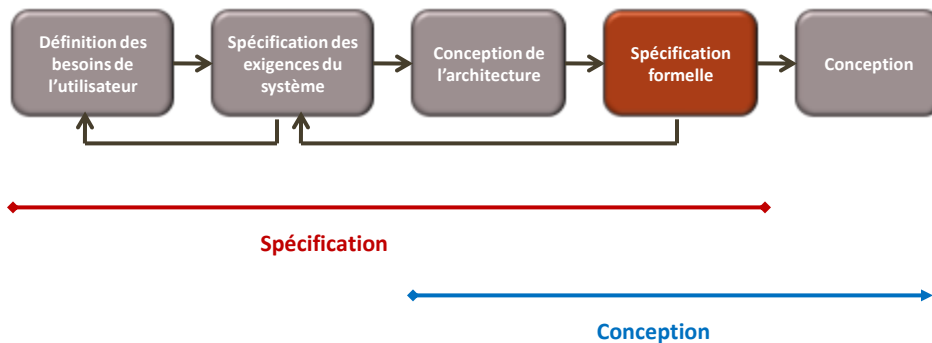 Définition des
besoins de
l’utilisateur
Spécification des
exigences du
système
Conception de
l’architecture
Spécification
formelle
Conception
Spécification
Conception